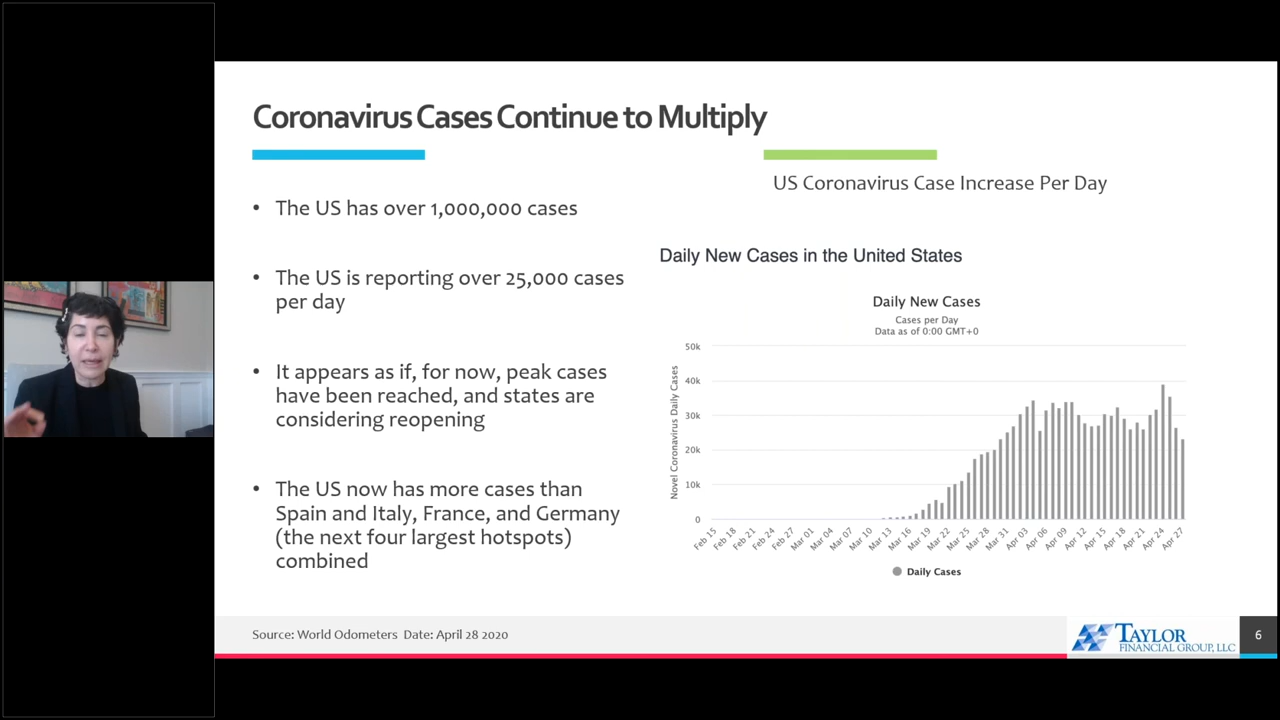 Coronavirus Cases Continue to Multiply
• The US has over 1,000,000 cases
• The US is reporting over 25,000 cases
per day
• It appears as if, for now, peak cases
have been reached, and states are
considering reopening
• The US now has more cases than
Spain and Italy, France, and Germany
(the next four largest hotspots)
combined
US Coronavirus Case Increase Per Day
Daily New Cases in the United States
Daily New Cases
Cases per Day
Data as of 0:00 GMT+0
Novel Coronavirus Daily Cases
50k
40k
30k
20k
10k
0
Feb 15
Feb 18
Feb 21
Feb 24
Feb 27
Mar 01
Mar 04
Mar 07
Mar 10
Mar 13
Mar 16
Mar 19
Mar 22
Mar 25
Mar 28
Mar 31
Apr 03
Apr 06
Apr 09
Apr 12
Apr 15
Apr 18
Apr 21
Apr 24
Apr 27
Daily Cases
Source: World Odometers Date: April 28 2020
TAYLOR
FINANCIAL GROUP, LLC
6